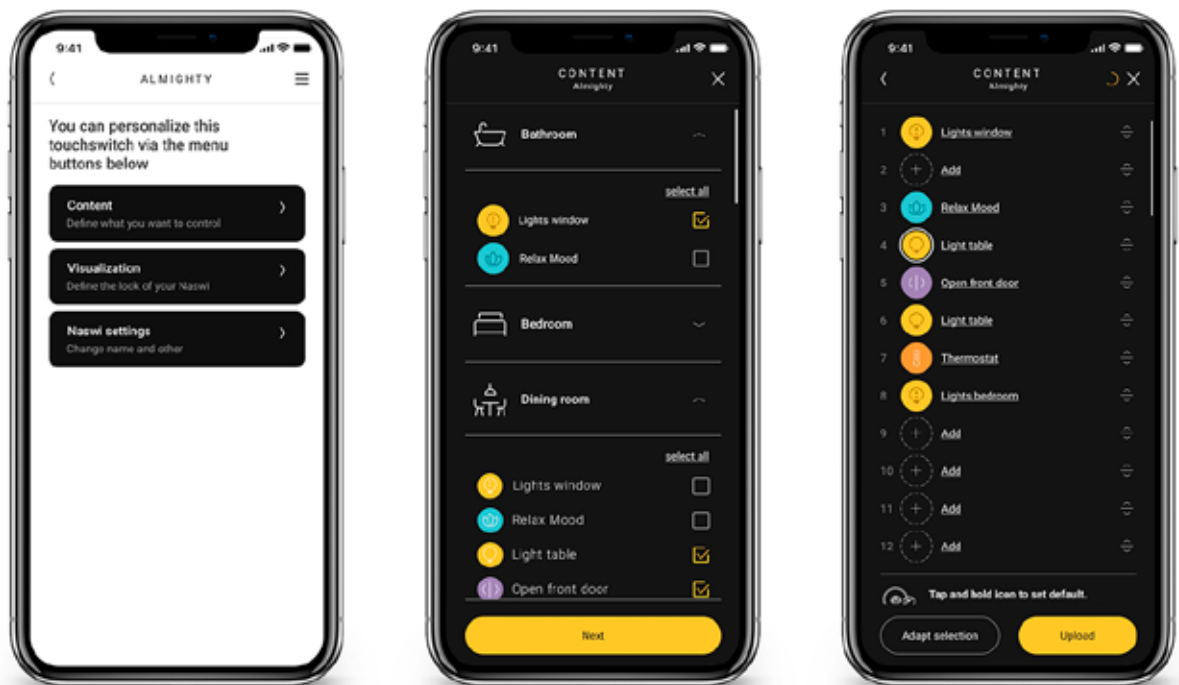 9:41
ALMIGHTY
You can personalize this
touchswitch via the menu
buttons below
Content
Define what you want to control
Visualization
Define the look of your Naswi
Naswi settings
Change name and other
9:41
CONTENT
Almighty
Bathroom
select all
Lights window
Relax Mood
Bedroom
Dining room
select all
Lights window
Relax Mood
Light table
Open front door
Next
9:41
CONTENT
Almighty
1 Lights window
2 Add
3 Relax Mood
4 Light table
5 Open front door
6 Light table
7 Thermostat
8 Lights bedroom
9 Add
10 Add
11 Add
12 Add
Tap and hold icon to set default.
Adapt selection
Upload